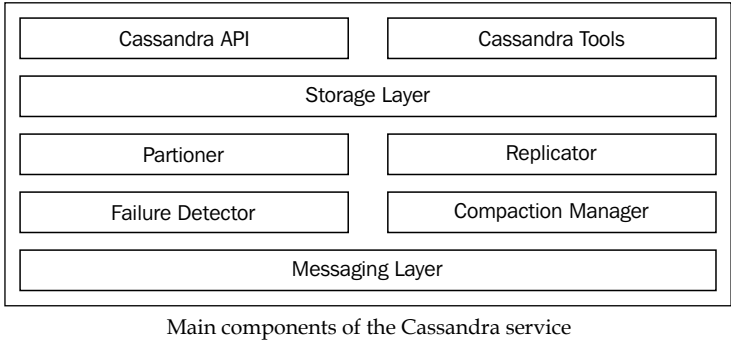 Cassandra API
Cassandra Tools
Storage Layer
Partioner
Replicator
Failure Detector
Compaction Manager
Messaging Layer
Main components of the Cassandra service